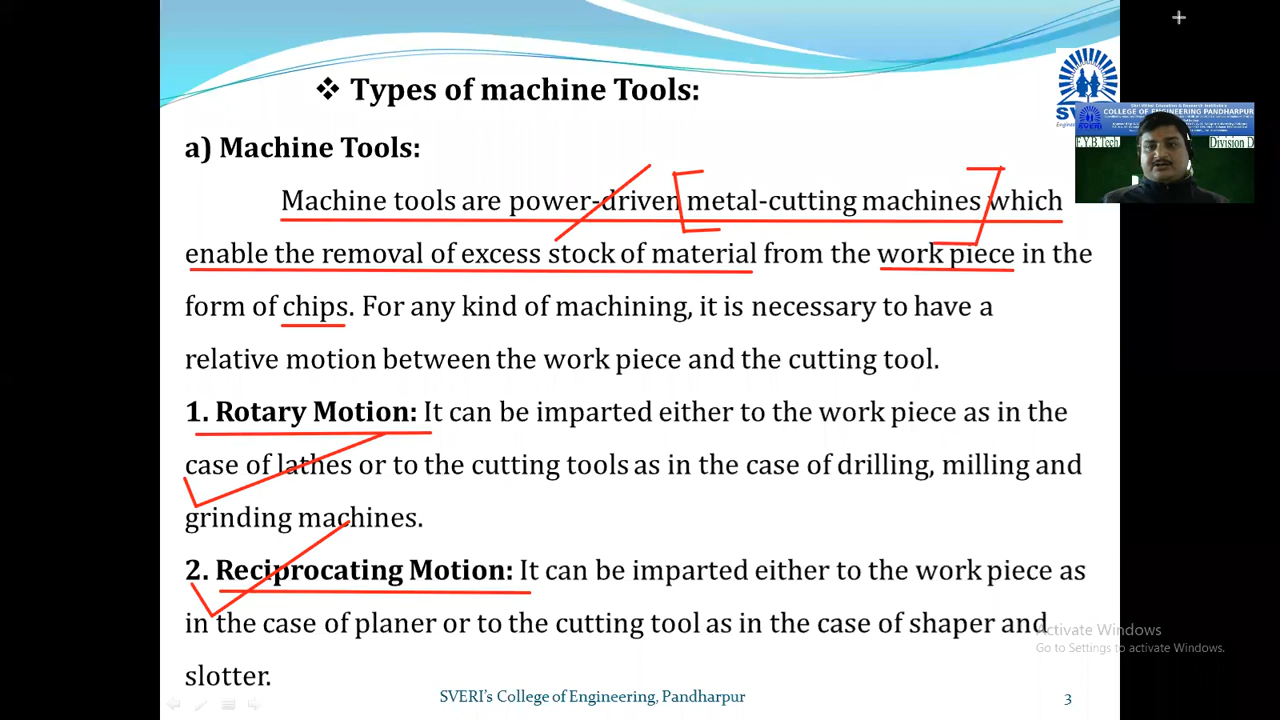 ❖ Types of machine Tools:
a) Machine Tools:
Machine tools are power-driven metal-cutting machines which
enable the removal of excess stock of material from the work piece in the
form of chips. For any kind of machining, it is necessary to have a
relative motion between the work piece and the cutting tool.
1. Rotary Motion: It can be imparted either to the work piece as in the
case of lathes or to the cutting tools as in the case of drilling, milling and
grinding machines.
2. Reciprocating Motion: It can be imparted either to the work piece as
in the case of planer or to the cutting tool as in the case of shaper and
slotter.
SVERI's College of Engineering, Pandharpur
3
COLLEGE OF ENGINEERING PANDHARPUR
SVERI
F.Y.B.Tech
Division D
Activate Windows
Go to Settings to activate Windows.